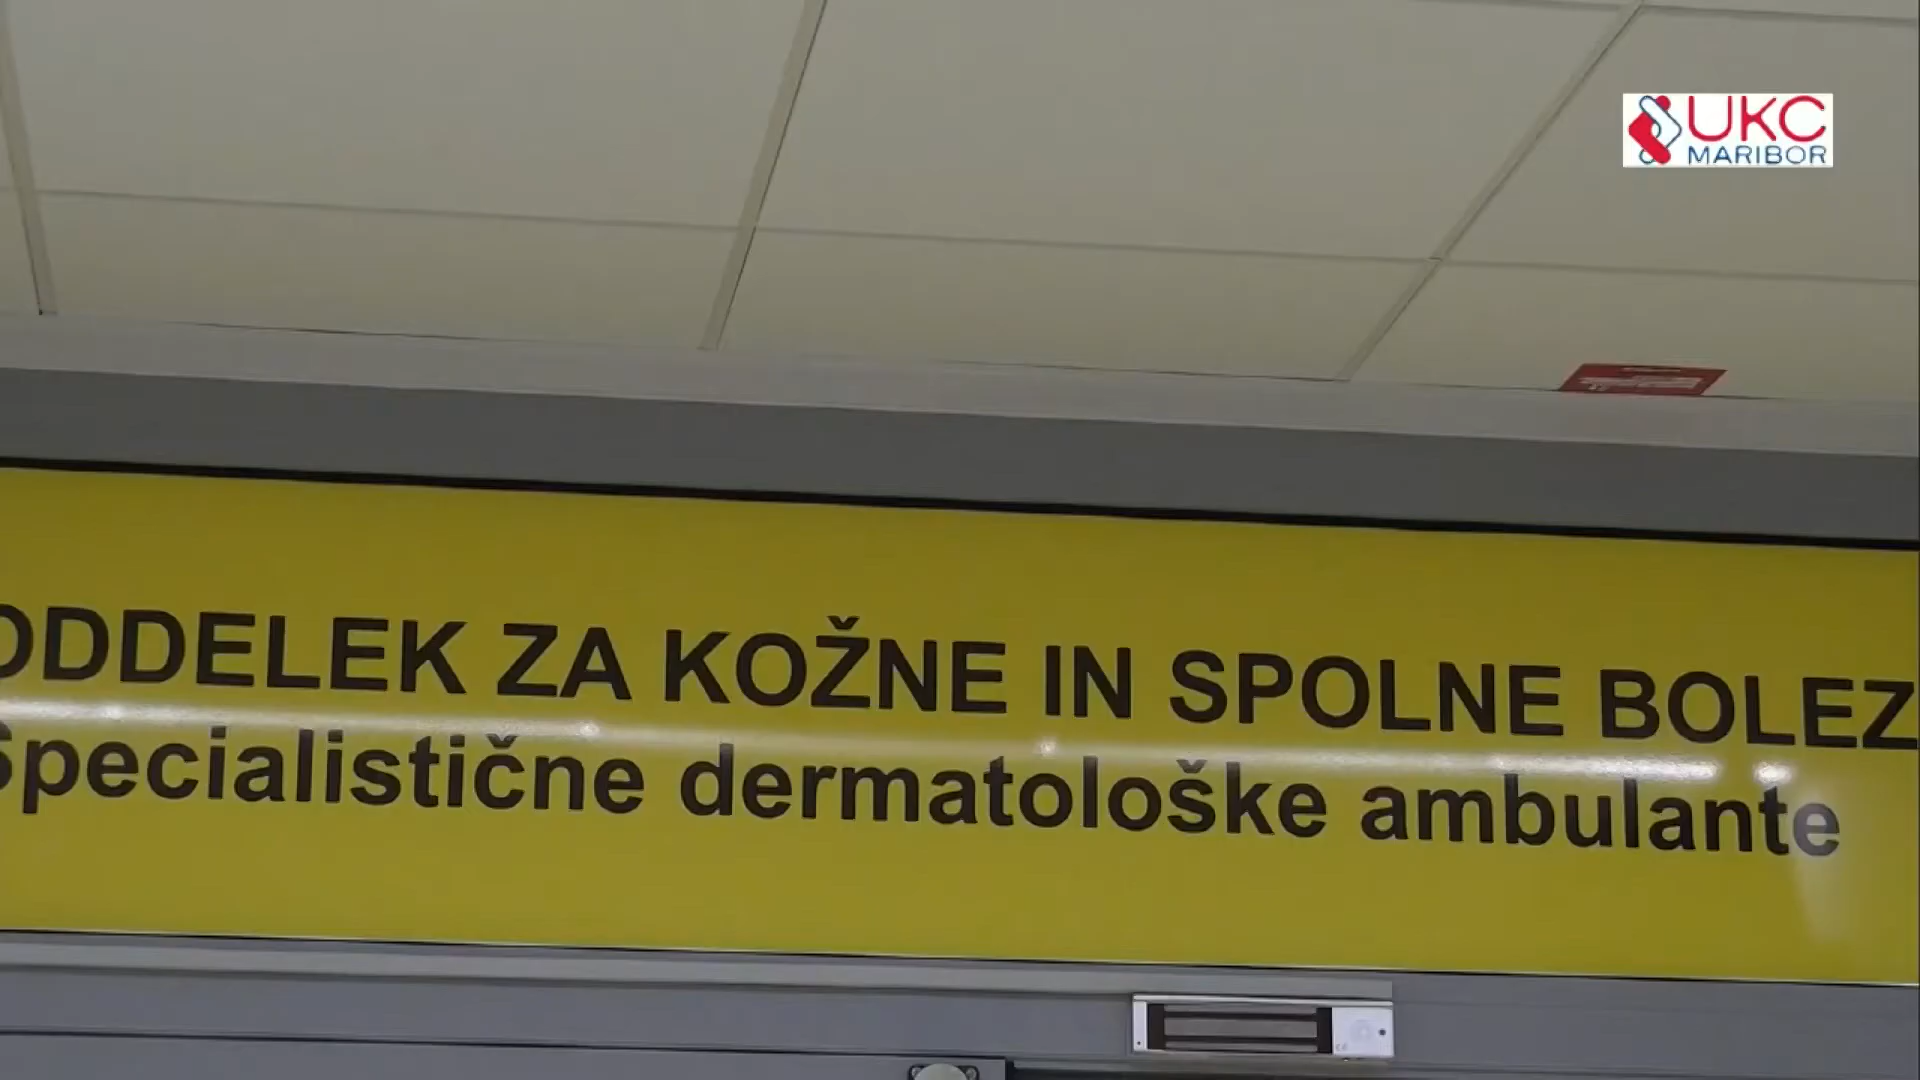 UKC
MARIBOR
ODDELEK ZA KOŽNE IN SPOLNE BOLEZ
Specialistične dermatološke ambulante